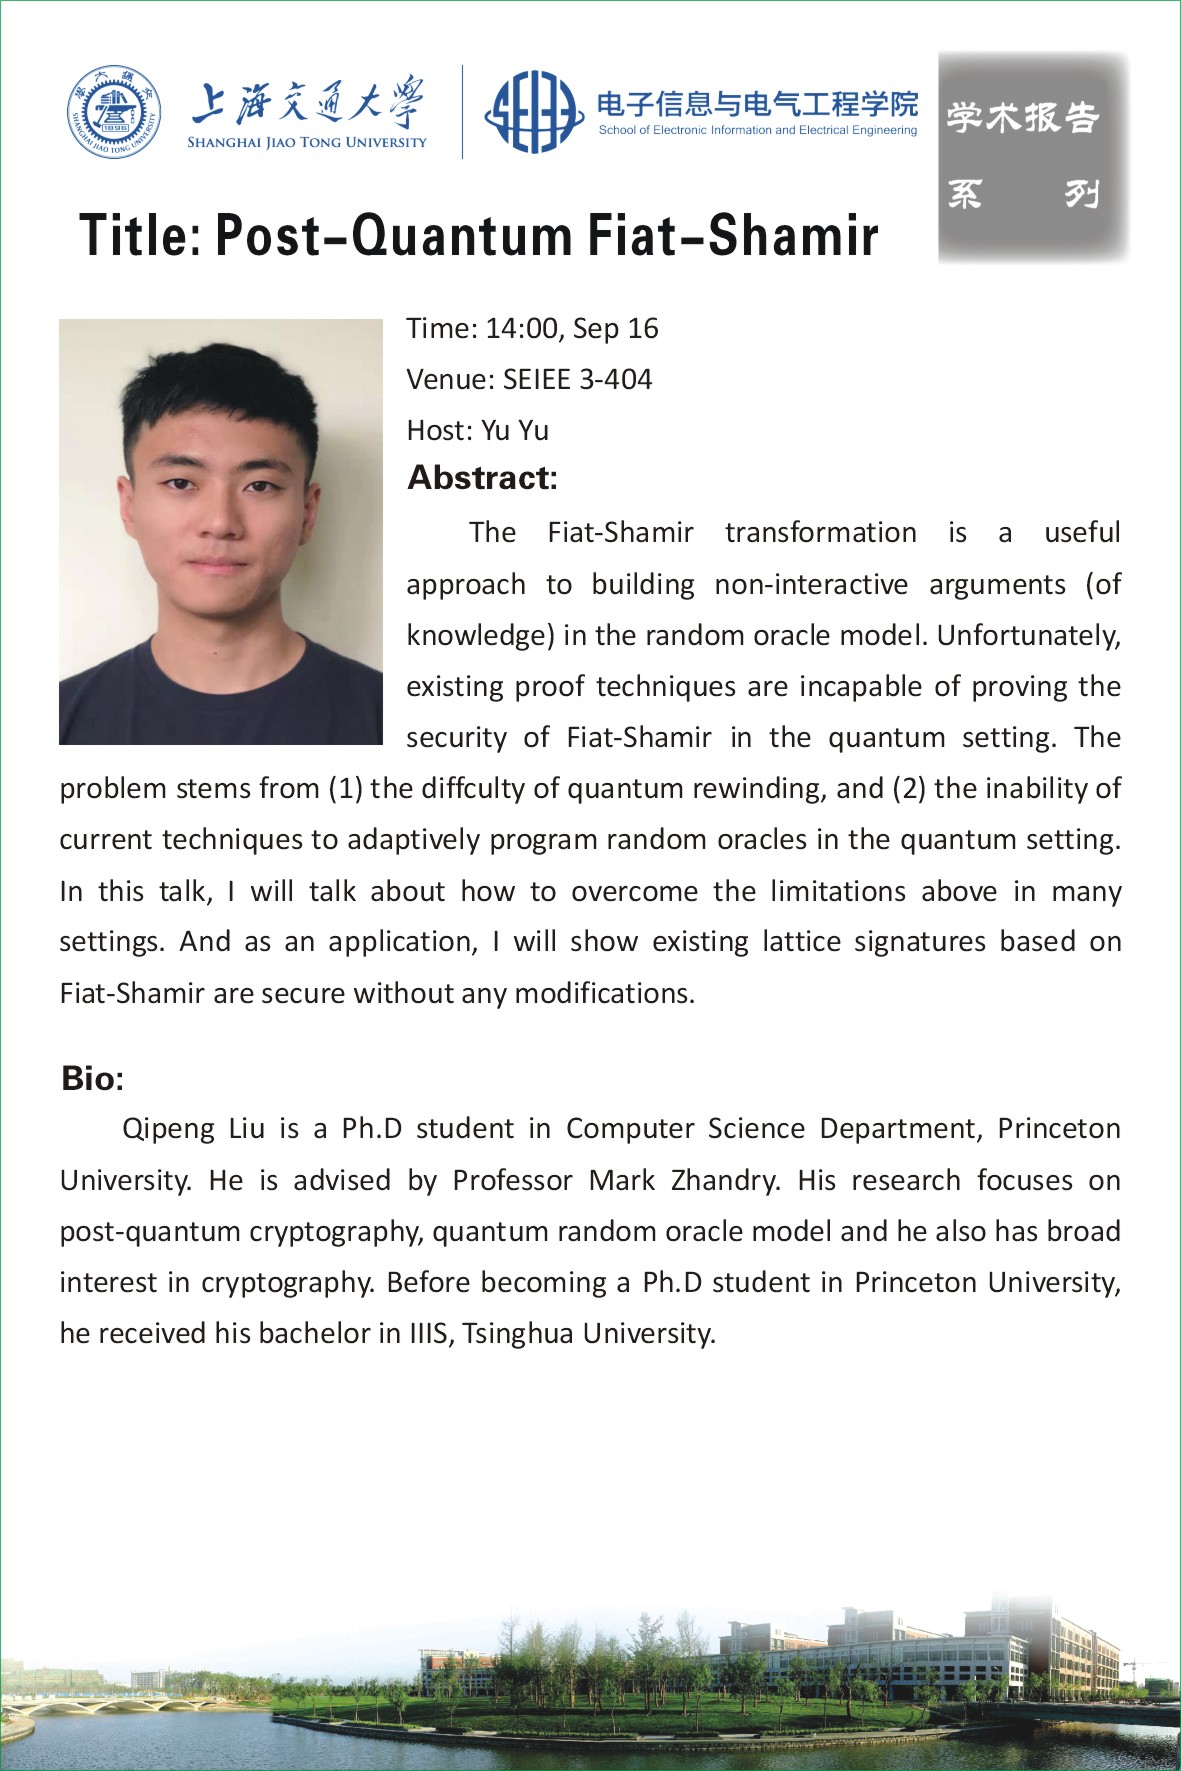 上海交通大学
SHANGHAI JIAO TONG UNIVERSITY
SHANGHAI JIAO TONG UNIVERSITY
1896
SEIEE
电子信息与电气工程学院
School of Electronic Information and Electrical Engineering
学术报告
系 列
Title: Post-Quantum Fiat-Shamir
Time: 14:00, Sep 16
Venue: SEIEE 3-404
Host: Yu Yu
Abstract:
The Fiat-Shamir transformation is a useful
approach to building non-interactive arguments (of
knowledge) in the random oracle model. Unfortunately,
existing proof techniques are incapable of proving the
security of Fiat-Shamir in the quantum setting. The
problem stems from (1) the diffculty of quantum rewinding, and (2) the inability of
current techniques to adaptively program random oracles in the quantum setting.
In this talk, I will talk about how to overcome the limitations above in many
settings. And as an application, I will show existing lattice signatures based on
Fiat-Shamir are secure without any modifications.
Bio:
Qipeng Liu is a Ph.D student in Computer Science Department, Princeton
University. He is advised by Professor Mark Zhandry. His research focuses on
post-quantum cryptography, quantum random oracle model and he also has broad
interest in cryptography. Before becoming a Ph.D student in Princeton University,
he received his bachelor in IIIS, Tsinghua University.